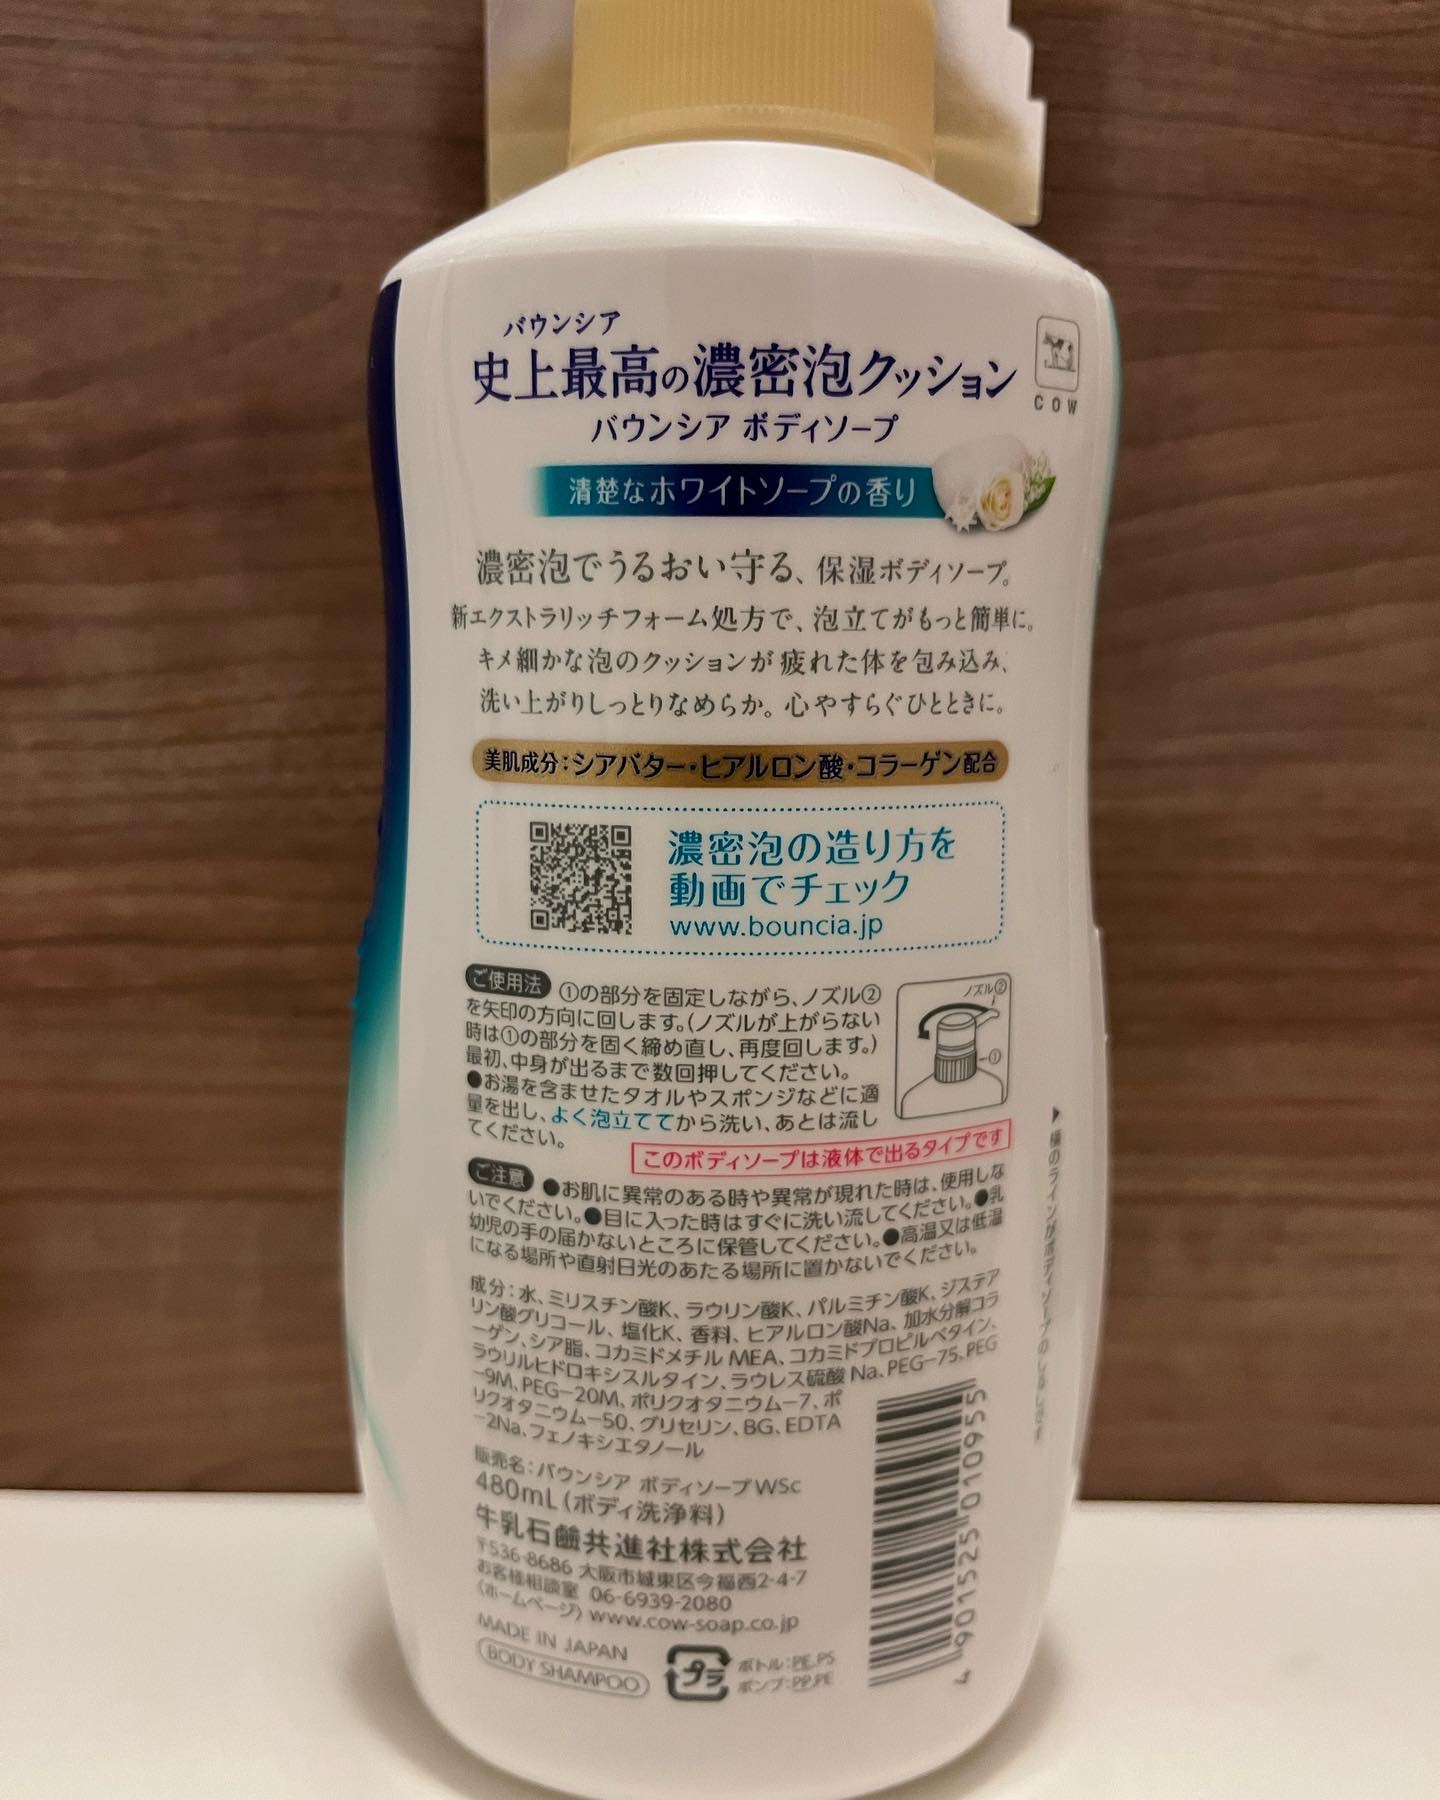 バウンシア
史上最高の濃密泡クッション
COW
バウンシア ボディソープ
清楚なホワイトソープの香り
濃密泡でうるおい守る、保湿ボディソープ。
新エクストラリッチフォーム処方で、泡立てがもっと簡単に。
キメ細かな泡のクッションが疲れた体を包み込み、
洗い上がりしっとりなめらか。心やすらぐひとときに。
美肌成分:シアバター・ヒアルロン酸・コラーゲン配合
濃密泡の造り方を
動画でチェック
www.bouncia.jp
ご使用法 ①の部分を固定しながら、ノズル②
を矢印の方向に回します。(ノズルが上がらない
時は①の部分を固く締め直し、再度回します。)
最初、中身が出るまで数回押してください。
●お湯を含ませたタオルやスポンジなどに適
量を出し、よく泡立ててから洗い、あとは流し
てください。
ノズル②
①
このボディソープは液体で出るタイプです
ご注意 ●お肌に異常のある時や異常が現れた時は、使用しな
いでください。●目に入った時はすぐに洗い流してください。●乳
幼児の手の届かないところに保管してください。●高温又は低温
になる場所や直射日光のあたる場所に置かないでください。
成分:水、ミリスチン酸K、ラウリン酸K、パルミチン酸K、ジステア
リン酸グリコール、塩化K、香料、ヒアルロン酸Na、加水分解コラ
ーゲン、シア脂、コカミドメチルMEA、コカミドプロピルベタイン、
ラウリルヒドロキシスルタイン、ラウレス硫酸Na、PEG-75、PEG
-9M、PEG-20M、ポリクオタニウム-7、ポ
リクオタニウム-50、グリセリン、BG、EDTA
-2Na、フェノキシエタノール
販売名:バウンシア ボディソープWSc
480mL(ボディ洗浄料)
牛乳石鹼共進社株式会社
〒536-8686 大阪市城東区今福西2-4-7
お客様相談室 06-6939-2080
(ホームページ) www.cow-soap.co.jp
MADE IN JAPAN
BODY SHAMPOO
プラ
ボトル:PE,PS
ポンプ:PP,PE
4 901525 010955